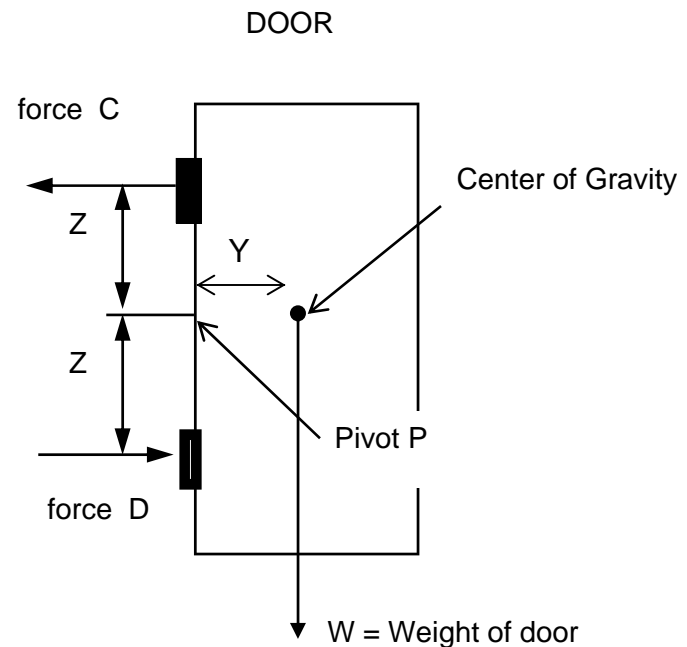 DOOR
force  C
Center of Gravity
Z
Y
Z
Pivot P
force  D
W = Weight of door